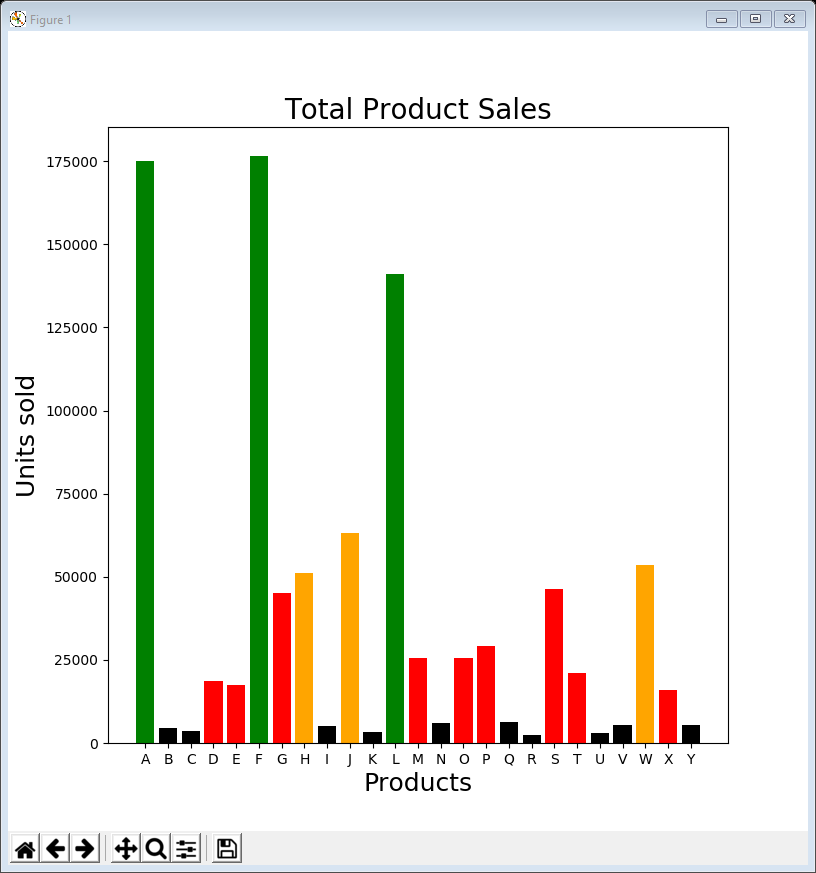 Figure 1
Total Product Sales
175000
150000
125000
100000
75000
50000
25000
0
Units sold
A B C D E F G H I J K L M N O P Q R S T U V W X Y
Products